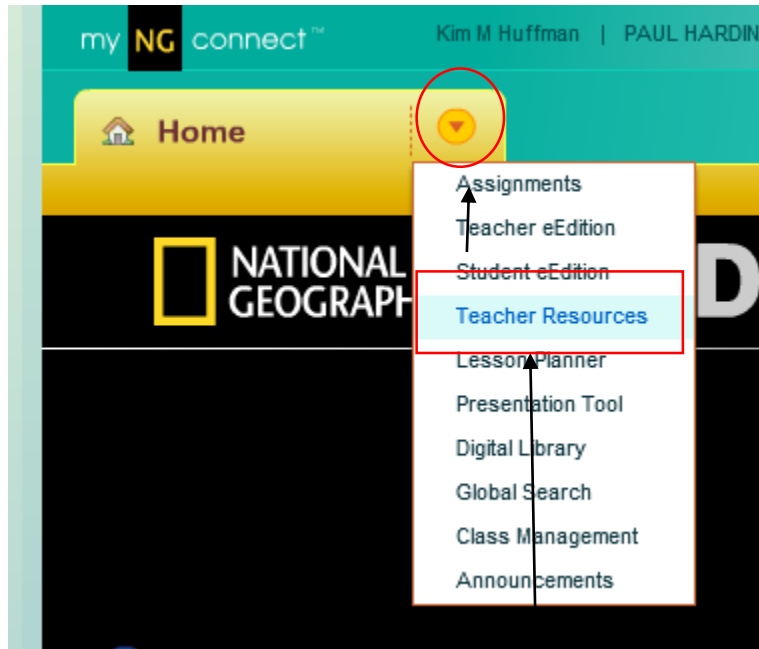 my NG connect™ Kim M Huffman | PAUL HARDIN
Home
Assignments
Teacher eEdition
Student eEdition
Teacher Resources
Lesson Planner
Presentation Tool
Digital Library
Global Search
Class Management
Announcements
NATIONAL D
GEOGRAPH